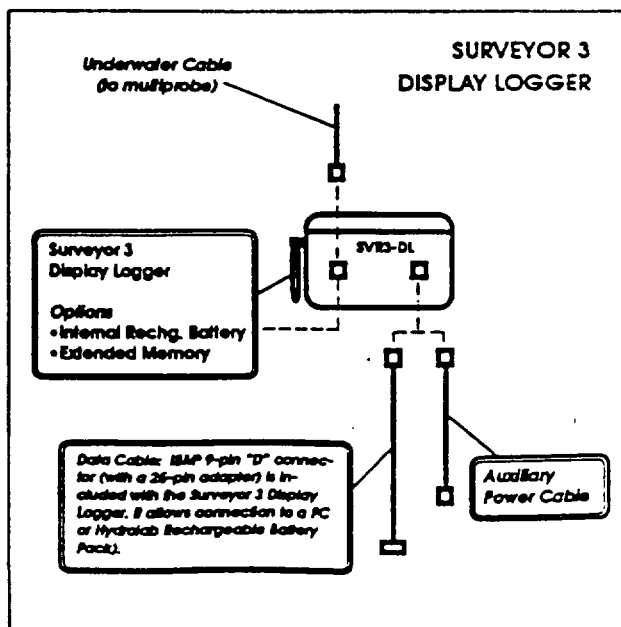 SURVEYOR 3
DISPLAY LOGGER
Underwater Cable
(to multiprobe)
SVR3-DL
Surveyor 3
Display Logger
Options
•Internal Rechg. Battery
•Extended Memory
Data Cable: IBM® 9-pin "D" connec-
tor (with a 25-pin adapter) is in-
cluded with the Surveyor 3 Display
Logger. It allows connection to a PC
or Hydrolab Rechargeable Battery
Pack).
Auxiliary
Power Cable